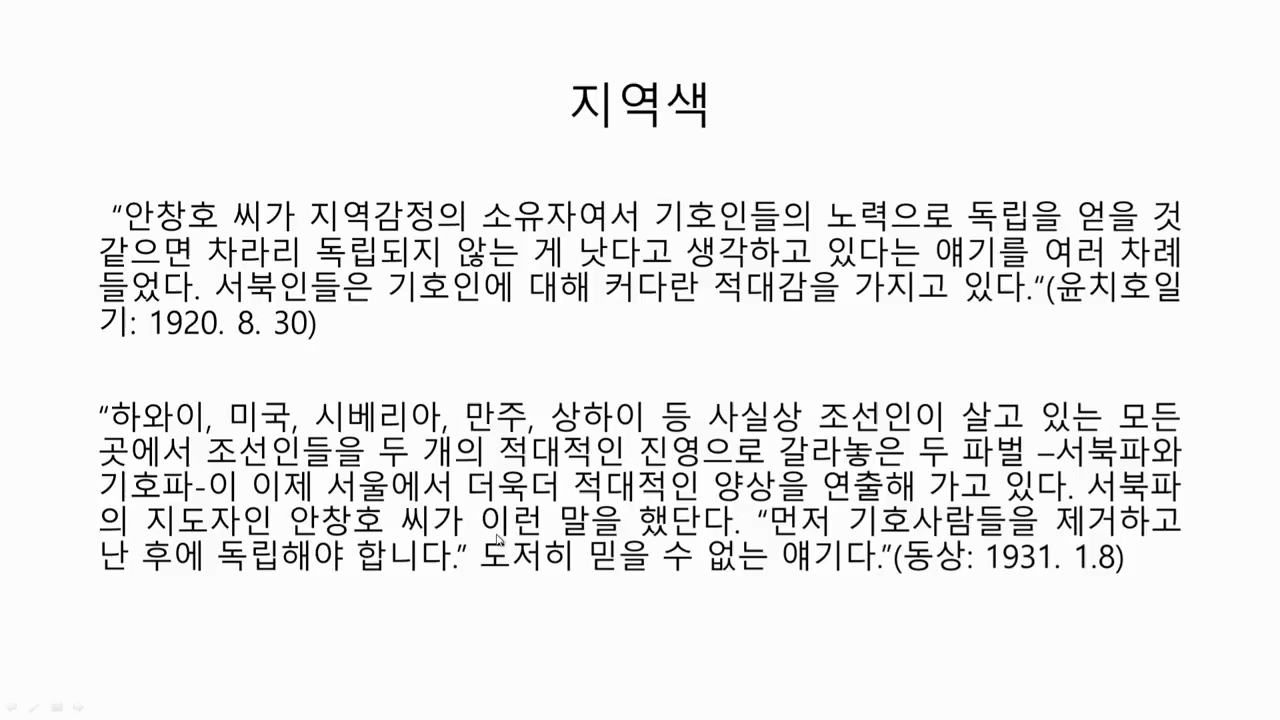 지역색
“안창호 씨가 지역감정의 소유자여서 기호인들의 노력으로 독립을 얻을 것
같으면 차라리 독립되지 않는 게 낫다고 생각하고 있다는 얘기를 여러 차례
들었다. 서북인들은 기호인에 대해 커다란 적대감을 가지고 있다.“(윤치호일
기: 1920. 8. 30)
“하와이, 미국, 시베리아, 만주, 상하이 등 사실상 조선인이 살고 있는 모든
곳에서 조선인들을 두 개의 적대적인 진영으로 갈라놓은 두 파벌 –서북파와
기호파-이 이제 서울에서 더욱더 적대적인 양상을 연출해 가고 있다. 서북파
의 지도자인 안창호 씨가 이런 말을 했단다. “먼저 기호사람들을 제거하고
난 후에 독립해야 합니다.” 도저히 믿을 수 없는 얘기다.”(동상: 1931. 1.8)